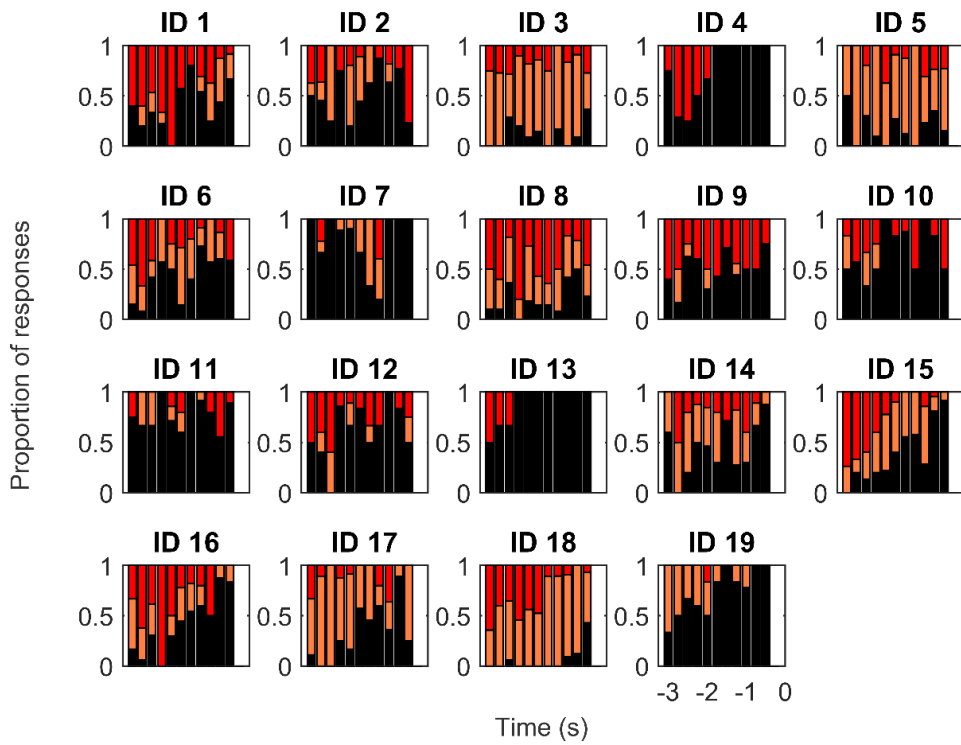 ID 1 ID 2 ID 3 ID 4 ID 5
1 1 1 1 1
0.5 0.5 0.5 0.5 0.5
0 0 0 0 0
ID 6 ID 7 ID 8 ID 9 ID 10
1 1 1 1 1
0.5 0.5 0.5 0.5 0.5
0 0 0 0 0
ID 11 ID 12 ID 13 ID 14 ID 15
1 1 1 1 1
0.5 0.5 0.5 0.5 0.5
0 0 0 0 0
ID 16 ID 17 ID 18 ID 19
1 1 1 1
0.5 0.5 0.5 0.5
0 0 0 0
-3 -2 -1 0
Time (s)
Proportion of responses